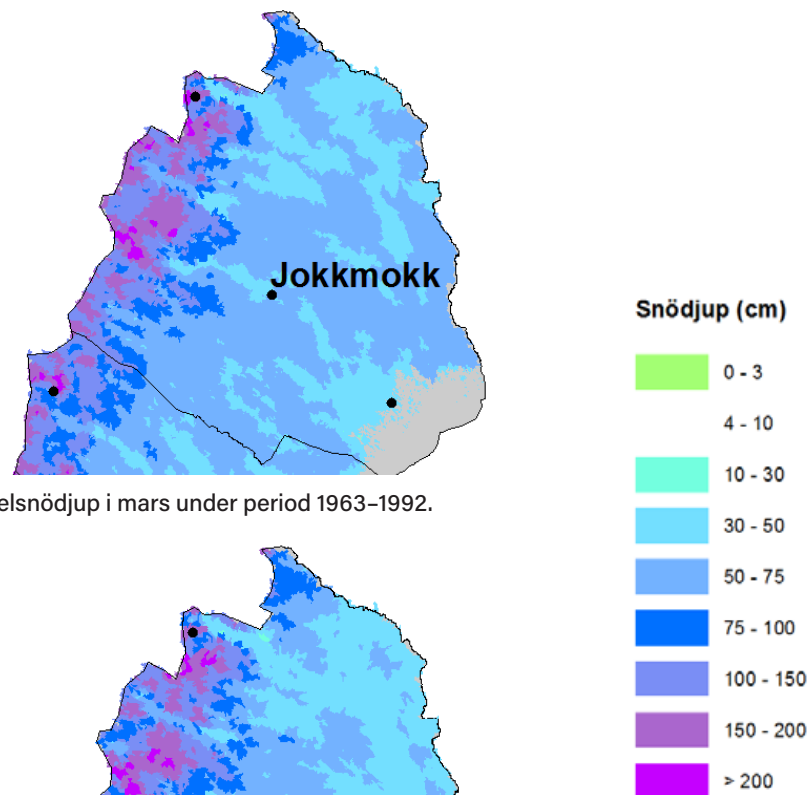 Jokkmokk
elsnödjup i mars under period 1963–1992.
Snödjup (cm)
0 - 3
4 - 10
10 - 30
30 - 50
50 - 75
75 - 100
100 - 150
150 - 200
> 200